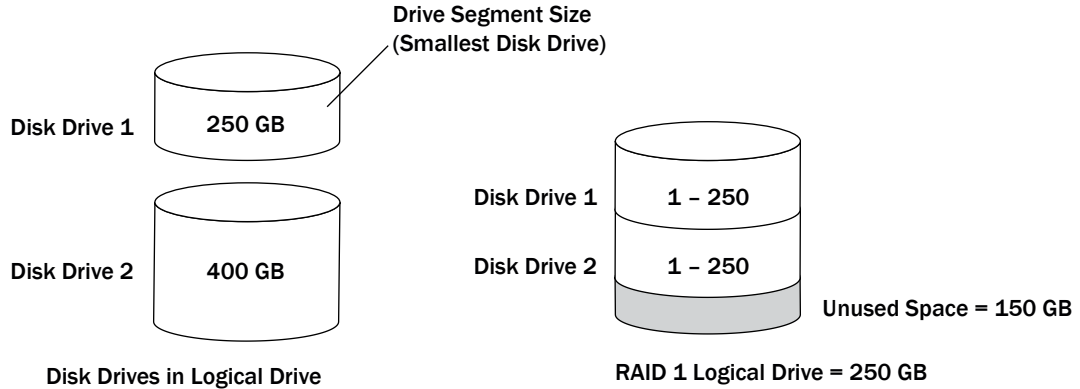 Drive Segment Size
(Smallest Disk Drive)
Disk Drive 1
250 GB
Disk Drive 2
400 GB
Disk Drives in Logical Drive
Disk Drive 1
1 – 250
Disk Drive 2
1 – 250
Unused Space = 150 GB
RAID 1 Logical Drive = 250 GB